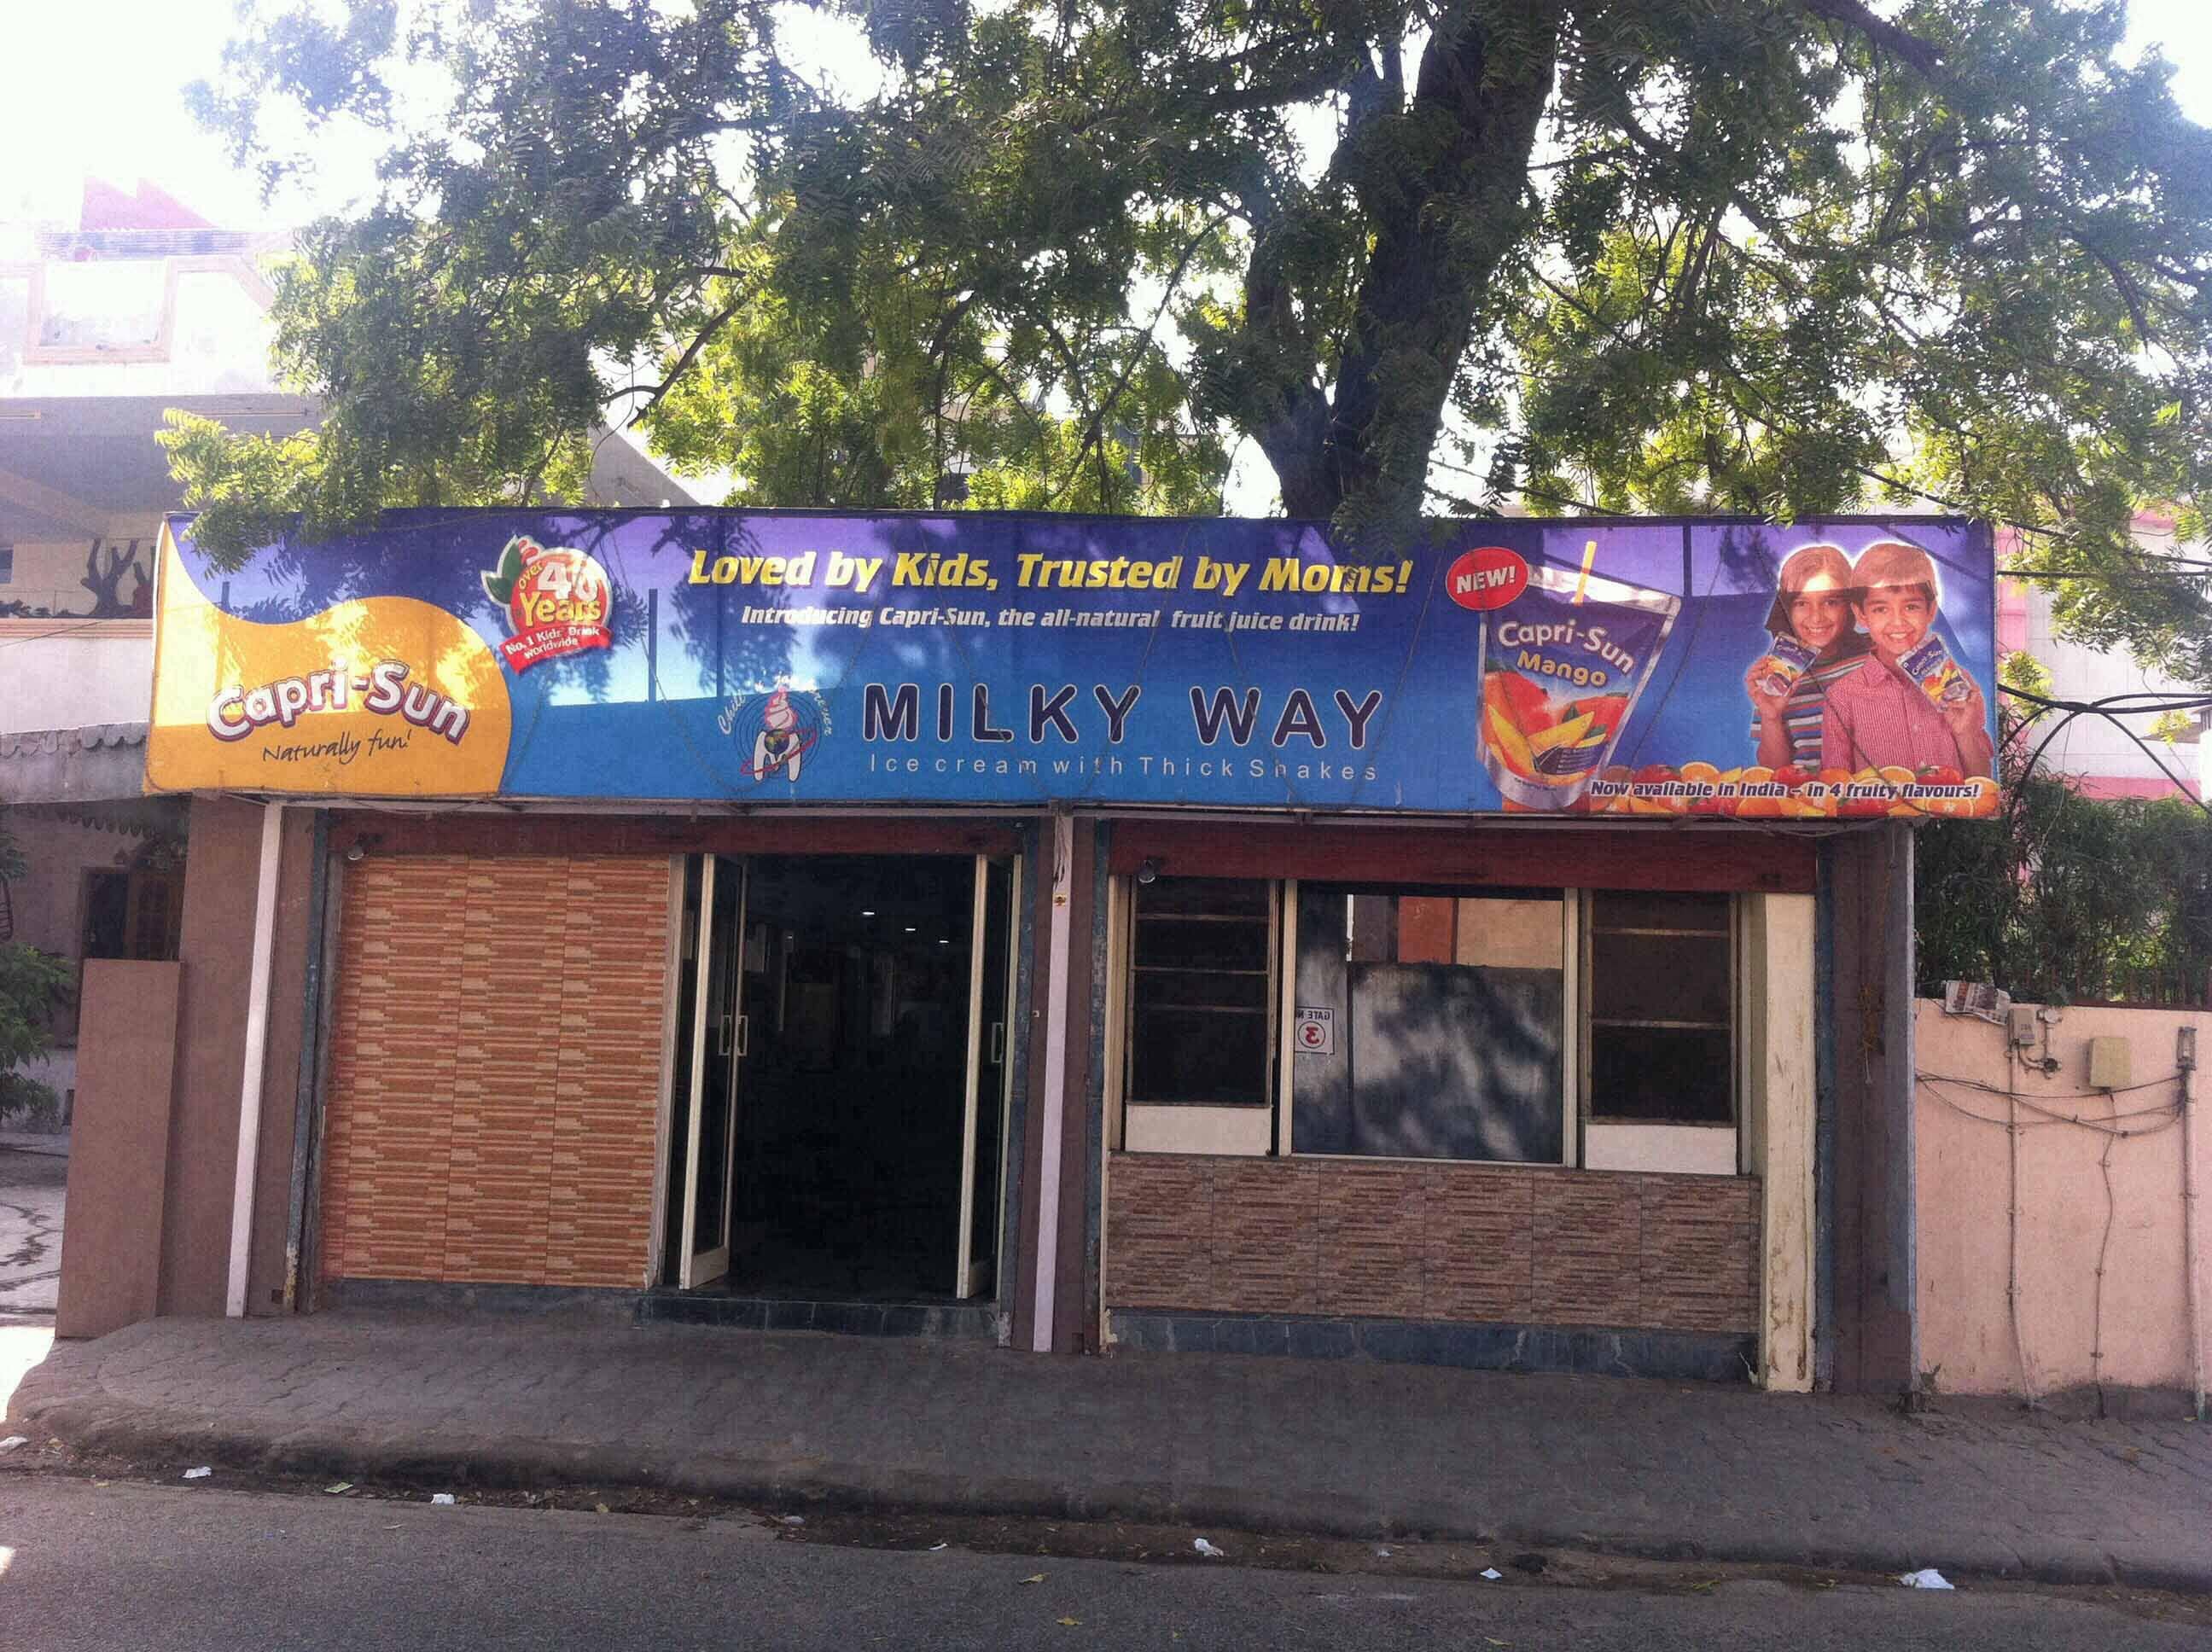 Capri-Sun
Naturally fun!
over
40
Years
No.1 Kids' Drink
worldwide
Loved by Kids, Trusted by Moms!
Introducing Capri-Sun, the all-natural fruit juice drink!
Chill
MILKY WAY
Ice cream with Thick Shakes
NEW!
Capri-Sun
Mango
Now available in India - in 4 fruity flavours!
GATE N
3